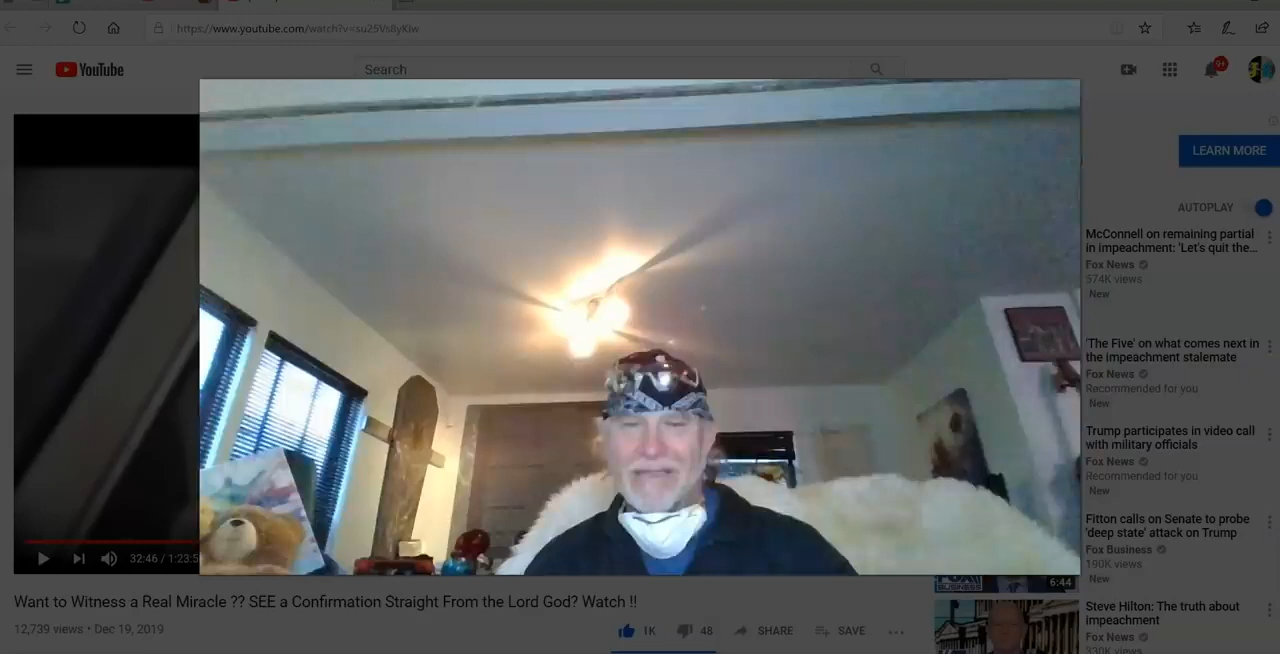 https://www.youtube.com/watch?v=su25Vs8yKIw
YouTube
Search
9+
LEARN MORE
AUTOPLAY
McConnell on remaining partial
in impeachment: 'Let's quit the...
Fox News
574K views
New
'The Five' on what comes next in
the impeachment stalemate
Fox News
Recommended for you
New
Trump participates in video call
with military officials
Fox News
Recommended for you
New
Fitton calls on Senate to probe
'deep state' attack on Trump
Fox Business
190K views
New
6:44
Steve Hilton: The truth about
impeachment
Fox News
330K views
32:46 / 1:23:5
Want to Witness a Real Miracle ?? SEE a Confirmation Straight From the Lord God? Watch !!
12,739 views • Dec 19, 2019
1K
48
SHARE
SAVE